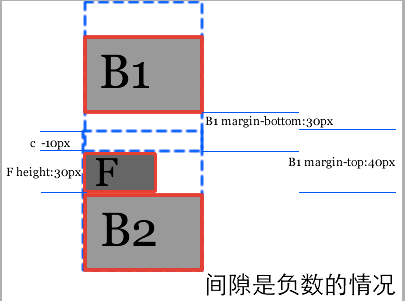 B1
B1 margin-bottom:30px
c -10px
B1 margin-top:40px
F height:30px
F
B2
间隙是负数的情况